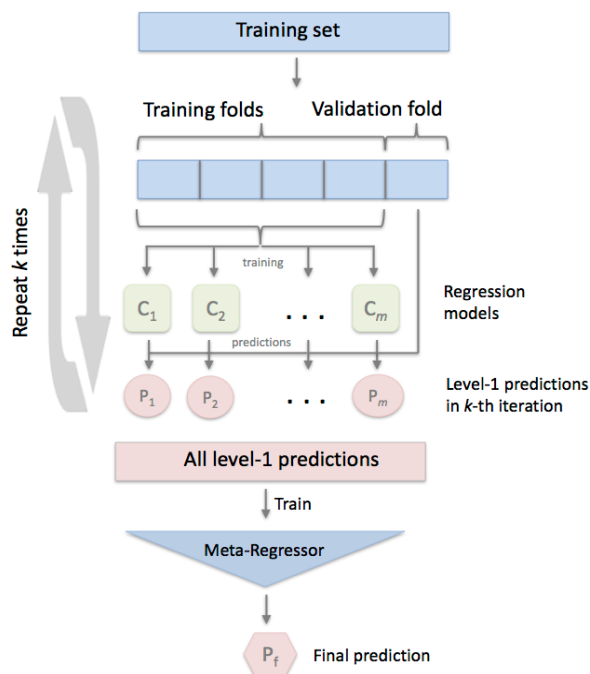 Training set
Training folds
Validation fold
Repeat k times
training
C1
C2
. . .
Cm
Regression
models
predictions
P1
P2
. . .
Pm
Level-1 predictions
in k-th iteration
All level-1 predictions
Train
Meta-Regressor
Pf
Final prediction